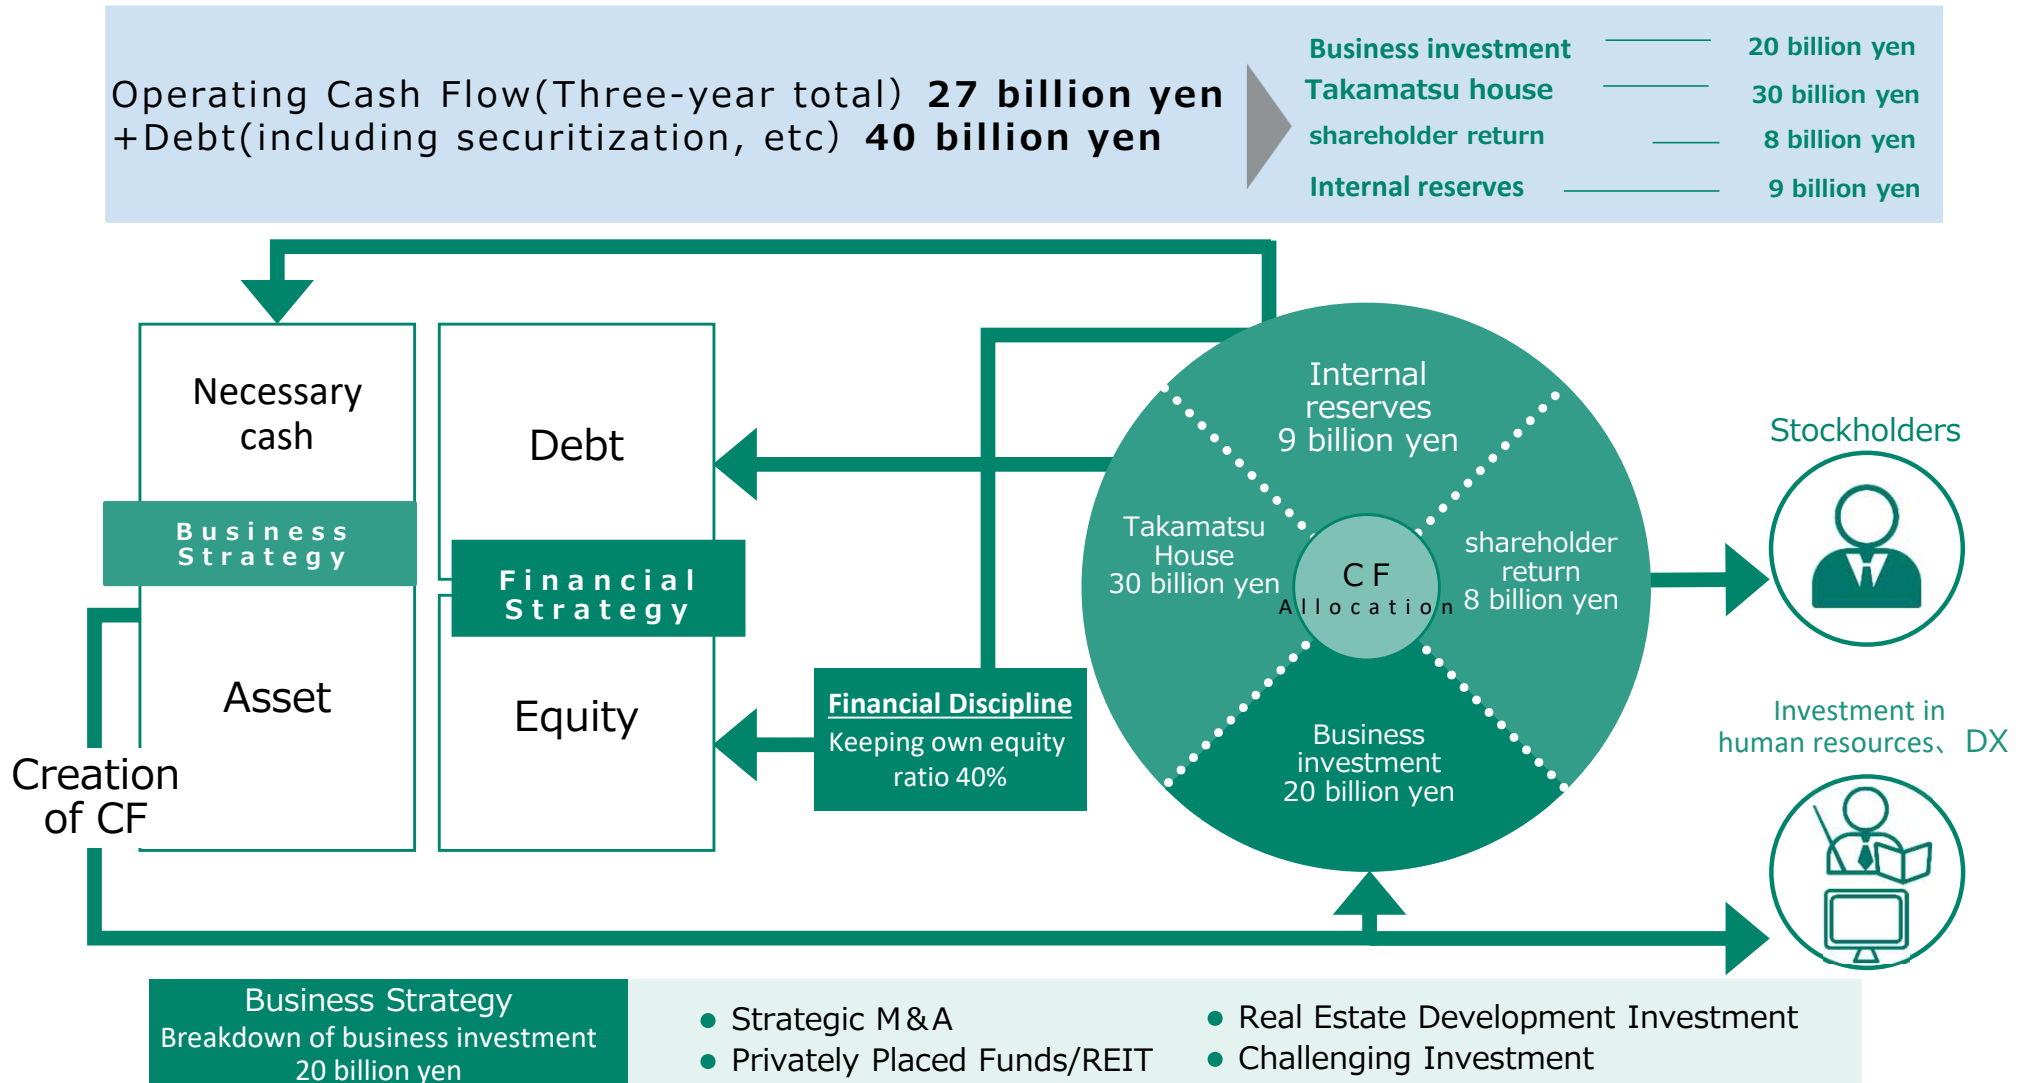 Operating Cash Flow(Three-year total) 27 billion yen
+Debt(including securitization, etc) 40 billion yen
Business investment 20 billion yen
Takamatsu house 30 billion yen
shareholder return 8 billion yen
Internal reserves 9 billion yen
Necessary
cash
Business
Strategy
Asset
Creation
of CF
Debt
Financial
Strategy
Equity
Financial Discipline
Keeping own equity
ratio 40%
Internal
reserves
9 billion yen
Takamatsu
House
30 billion yen
CF
Allocation
shareholder
return
8 billion yen
Business
investment
20 billion yen
Stockholders
Investment in
human resources、DX
Business Strategy
Breakdown of business investment
20 billion yen
● Strategic M&A
● Privately Placed Funds/REIT
● Real Estate Development Investment
● Challenging Investment